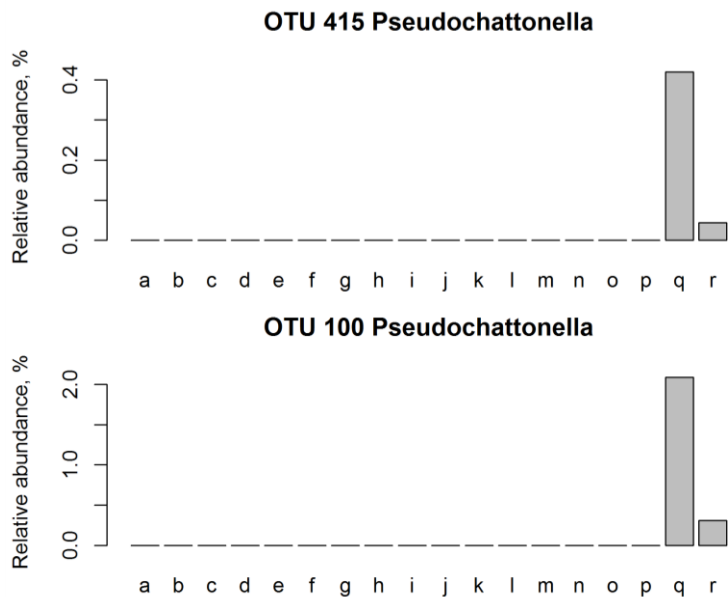 OTU 415 Pseudochattonella
Relative abundance, %
0.4
0.2
0.0
a b c d e f g h i j k l m n o p q r
OTU 100 Pseudochattonella
Relative abundance, %
2.0
1.0
0.0
a b c d e f g h i j k l m n o p q r